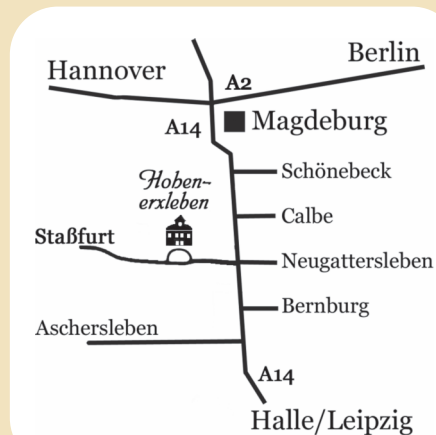 Berlin
Hannover
A2
A14
Magdeburg
Schönebeck
Hohen-
erxleben
Calbe
Staßfurt
Neugattersleben
Bernburg
Aschersleben
A14
Halle/Leipzig